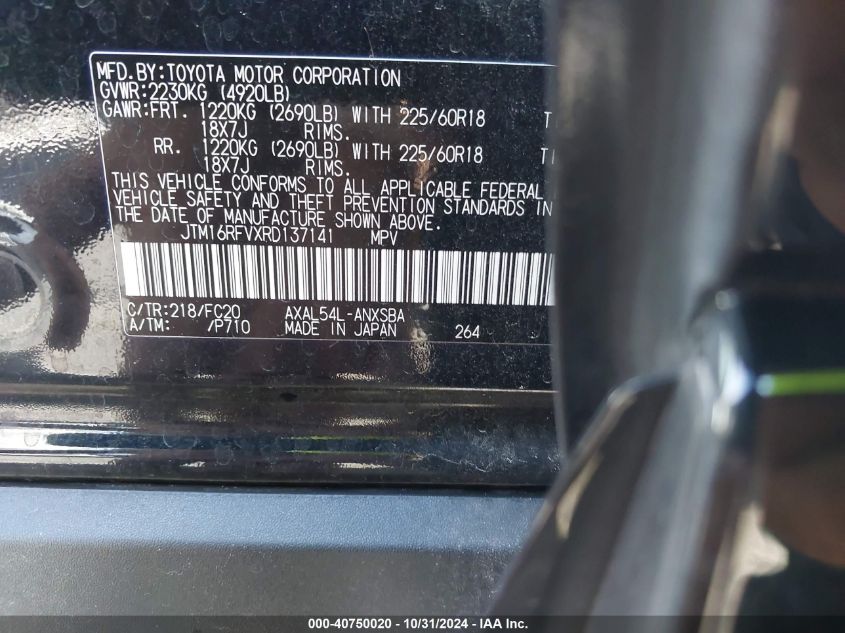 MFD.BY:TOYOTA MOTOR CORPORATION
GVWR:2230KG (4920LB)
GAWR:FRT. 1220KG (2690LB) WITH 225/60R18
18X7J RIMS.
RR. 1220KG (2690LB) WITH 225/60R18
18X7J RIMS.
THIS VEHICLE CONFORMS TO ALL APPLICABLE FEDERAL
VEHICLE SAFETY AND THEFT PREVENTION STANDARDS IN
THE DATE OF MANUFACTURE SHOWN ABOVE.
JTM16RFVXRD137141 MPV
C/TR:218/FC20 AXAL54L-ANXSBA
A/TM: /P710 MADE IN JAPAN 264
000-40750020 - 10/31/2024 - IAA Inc.